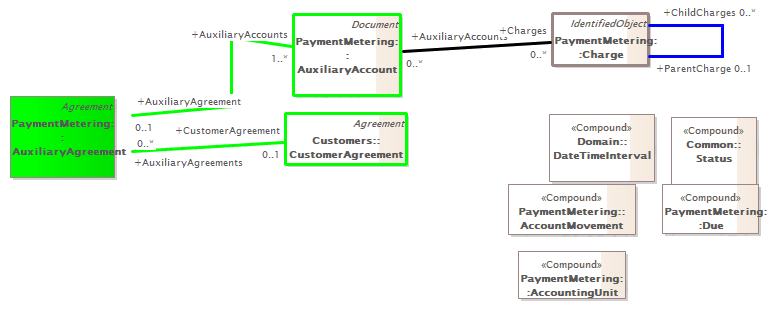 +ChildCharges 0..*
Document
IdentifiedObject
+AuxiliaryAccounts
+AuxiliaryAccounts
+Charges
PaymentMetering:
:
AuxiliaryAccount
PaymentMetering:
:Charge
1..*
0..*
0..*
+ParentCharge 0..1
Agreement
+AuxiliaryAgreement
PaymentMetering:
:
AuxiliaryAgreement
0..1
+CustomerAgreement
Agreement
0..*
Customers::
CustomerAgreement
+AuxiliaryAgreements
0..1
«Compound»
Domain::
DateTimeInterval
«Compound»
Common::
Status
«Compound»
PaymentMetering::
AccountMovement
«Compound»
PaymentMetering:
:Due
«Compound»
PaymentMetering:
:AccountingUnit